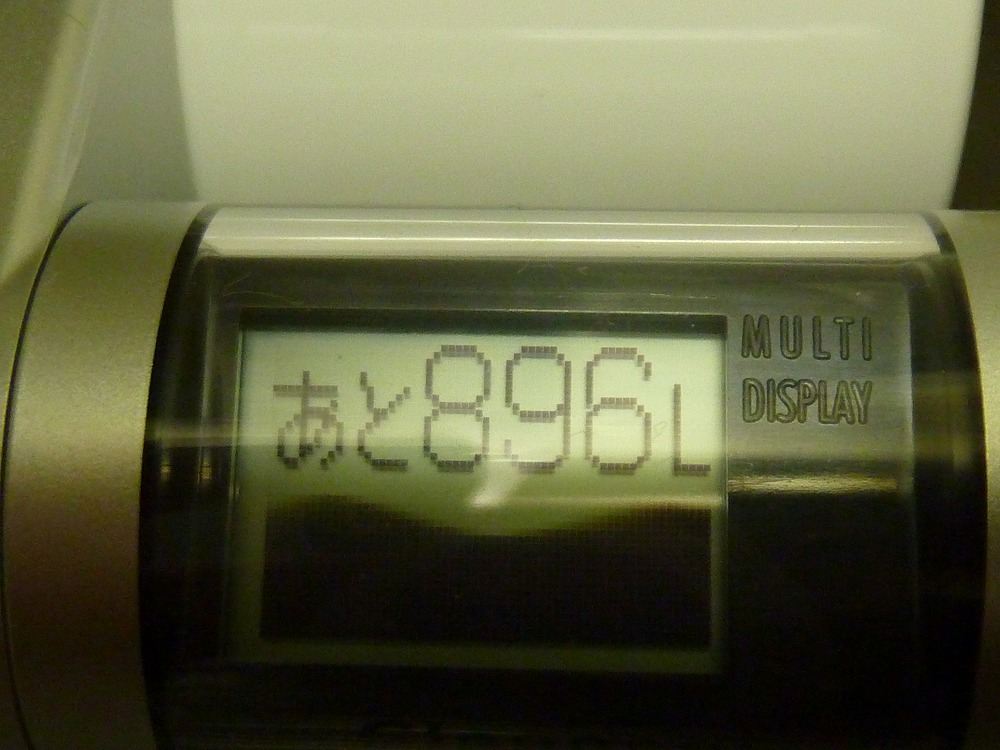 あと896L
MULTI
DISPLAY